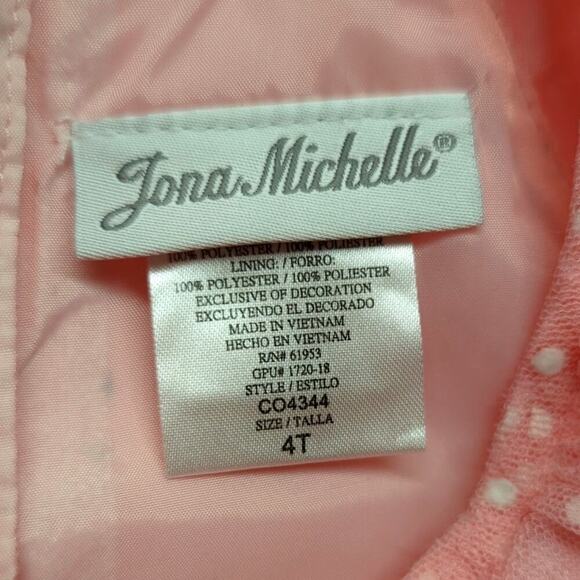 Jona Michelle®
100% POLYESTER / 100% POLIESTER
LINING: / FORRO:
100% POLYESTER / 100% POLIESTER
EXCLUSIVE OF DECORATION
EXCLUYENDO EL DECORADO
MADE IN VIETNAM
HECHO EN VIETNAM
R/N# 61953
GPU# 1720-18
STYLE / ESTILO
CO4344
SIZE / TALLA
4T